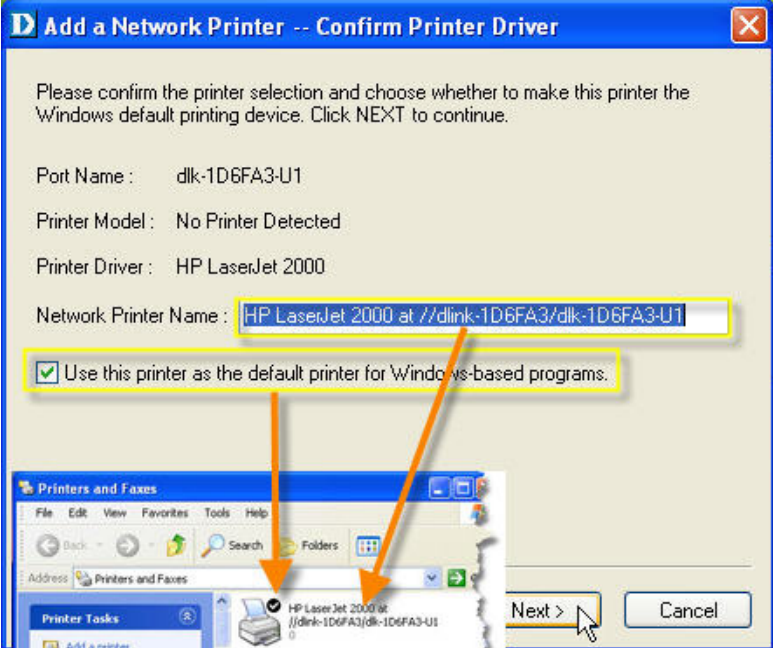 D Add a Network Printer -- Confirm Printer Driver
Please confirm the printer selection and choose whether to make this printer the
Windows default printing device. Click NEXT to continue.
Port Name : dlk-1D6FA3-U1
Printer Model : No Printer Detected
Printer Driver : HP LaserJet 2000
Network Printer Name : HP LaserJet 2000 at //dlink-1D6FA3/dlk-1D6FA3-U1
Use this printer as the default printer for Windows-based programs.
Printers and Faxes
File Edit View Favorites Tools Help
Back Search Folders
Address Printers and Faxes
Printer Tasks
Add a printer
HP LaserJet 2000 at
//dlink-1D6FA3/dlk-1D6FA3-U1
0
Next > Cancel